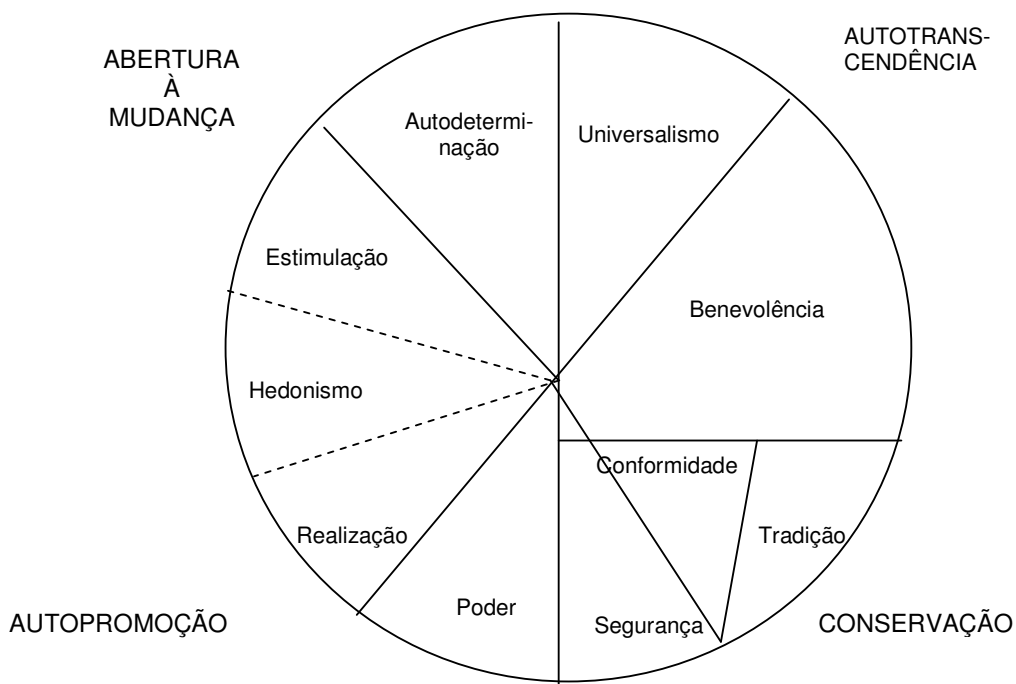 ABERTURA
À
MUDANÇA
AUTOTRANS-
CENDÊNCIA
Autodetermi-
nação
Universalismo
Estimulação
Benevolência
Hedonismo
Conformidade
Realização
Tradição
Poder
Segurança
AUTOPROMOÇÃO
CONSERVAÇÃO